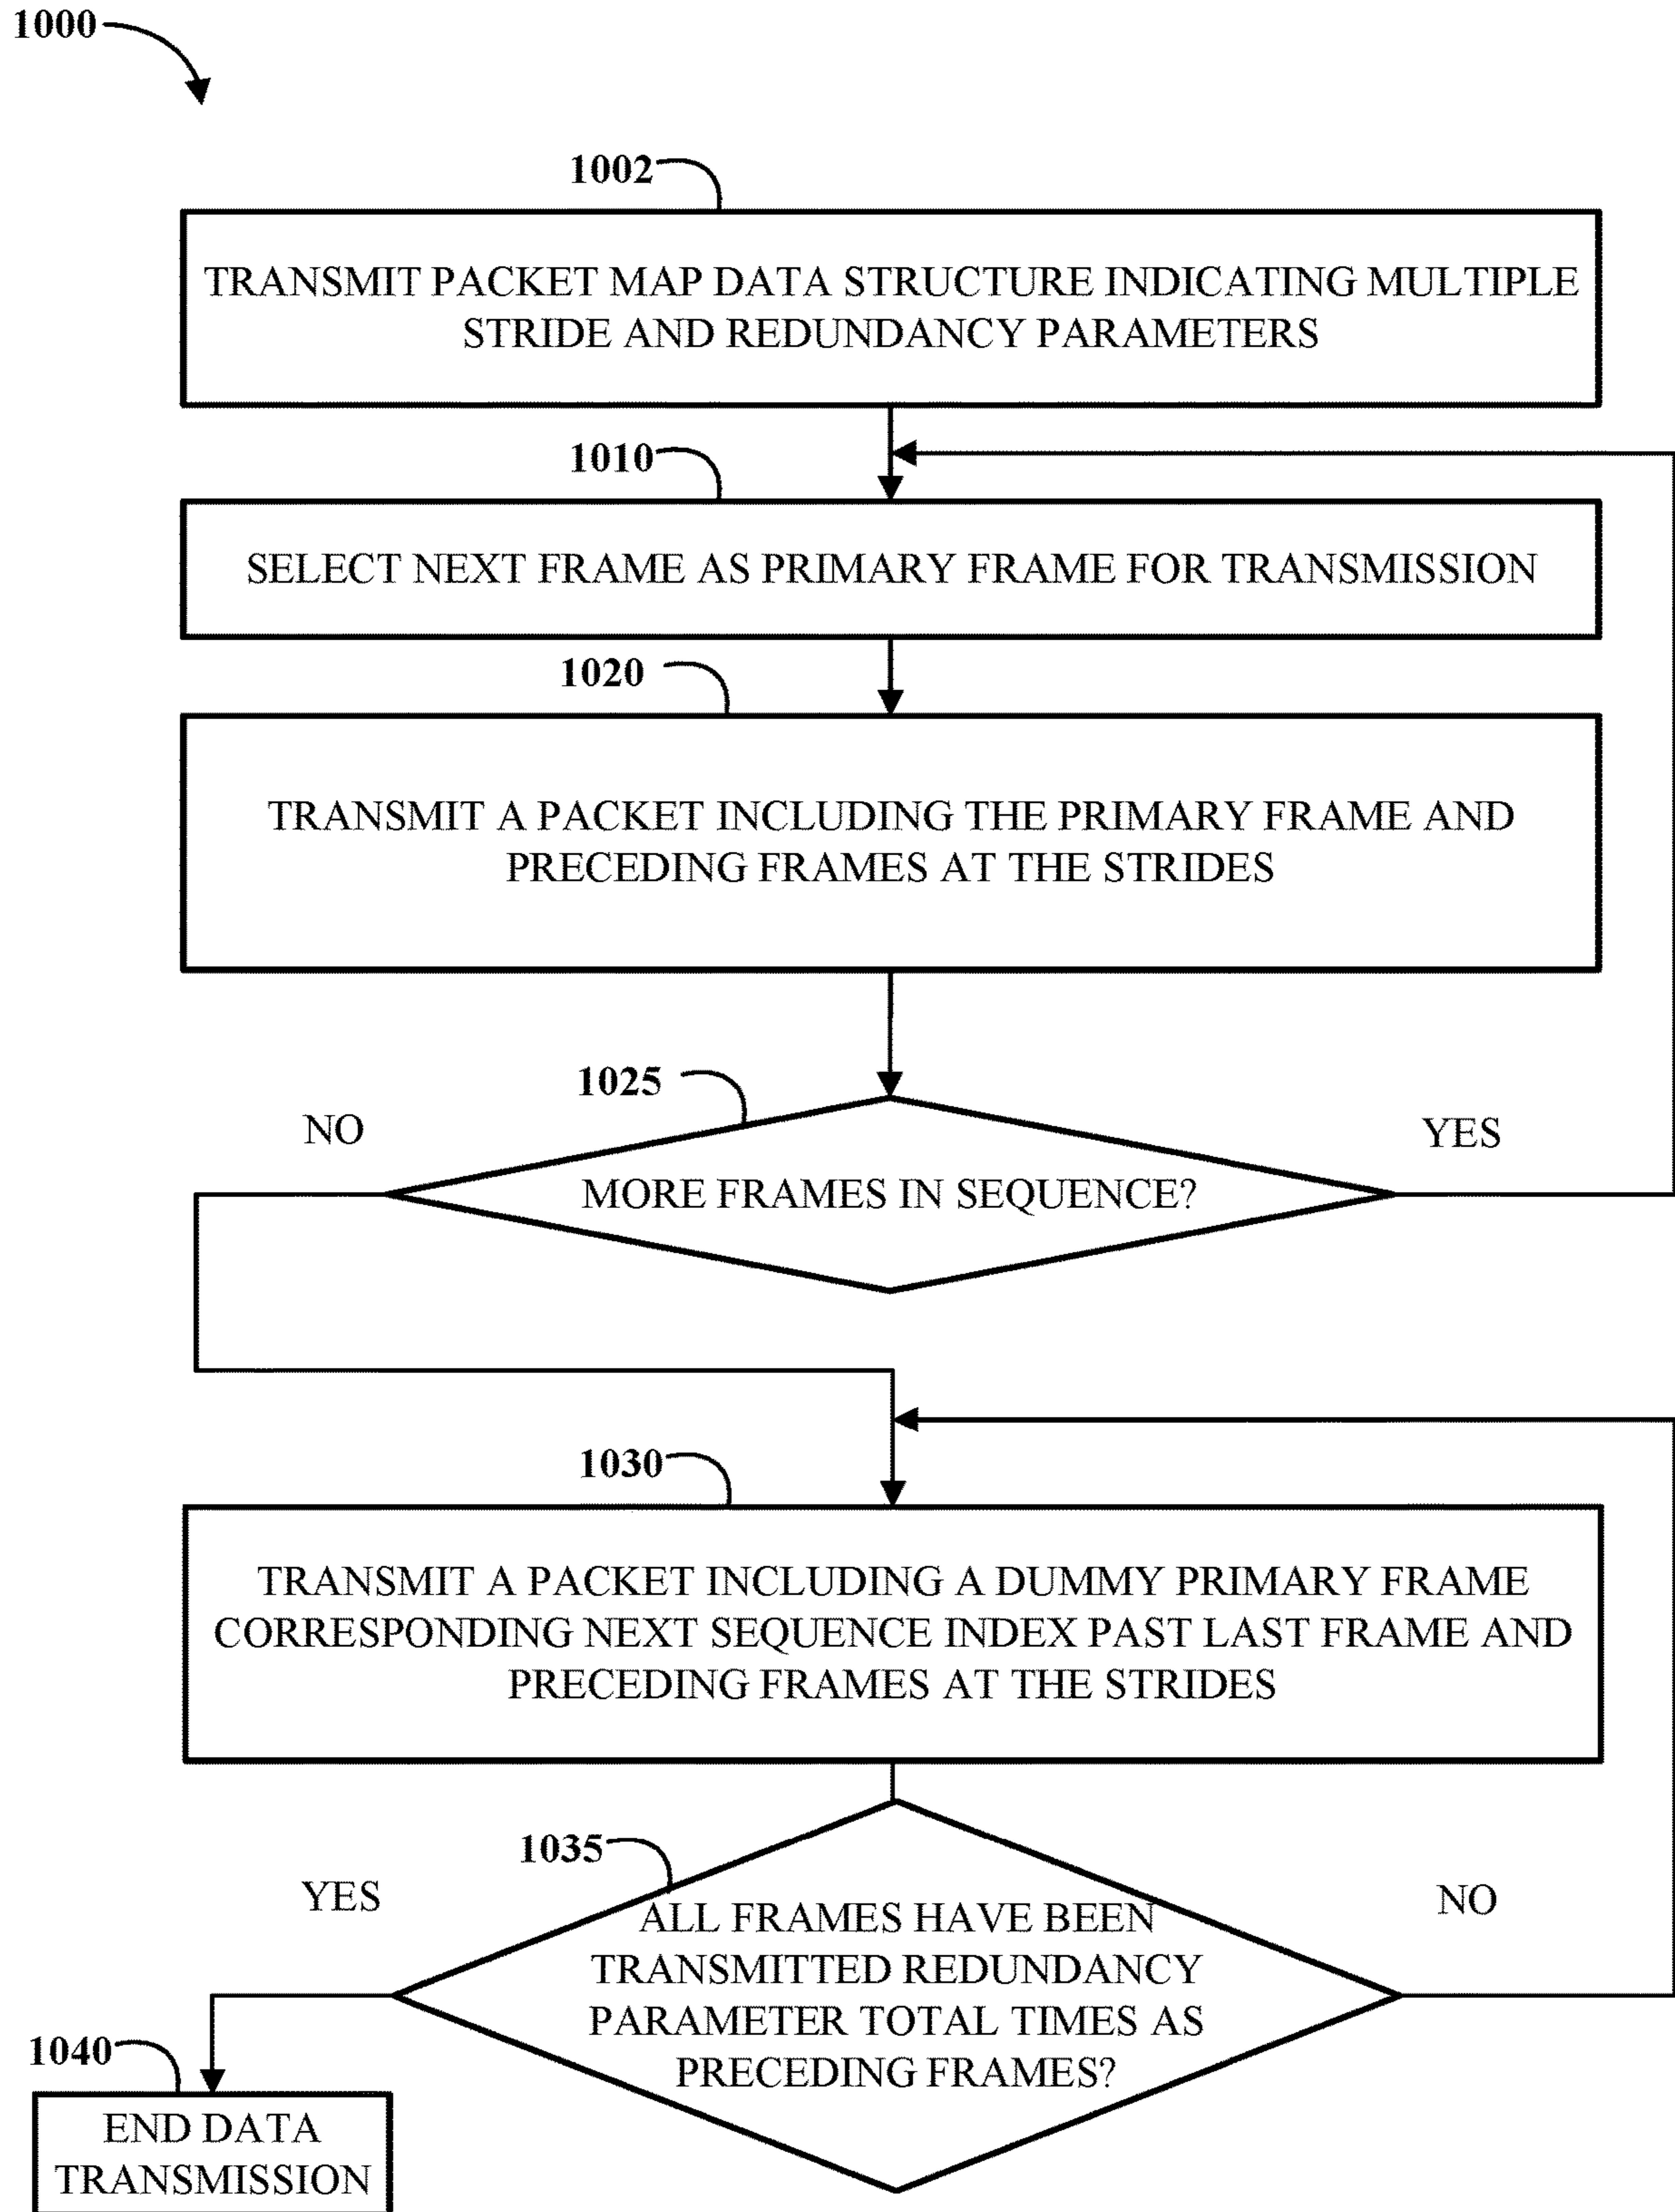 1000
1002
TRANSMIT PACKET MAP DATA STRUCTURE INDICATING MULTIPLE
STRIDE AND REDUNDANCY PARAMETERS
1010
SELECT NEXT FRAME AS PRIMARY FRAME FOR TRANSMISSION
1020
TRANSMIT A PACKET INCLUDING THE PRIMARY FRAME AND
PRECEDING FRAMES AT THE STRIDES
1025
NO
YES
MORE FRAMES IN SEQUENCE?
1030
TRANSMIT A PACKET INCLUDING A DUMMY PRIMARY FRAME
CORRESPONDING NEXT SEQUENCE INDEX PAST LAST FRAME AND
PRECEDING FRAMES AT THE STRIDES
1035
YES
NO
ALL FRAMES HAVE BEEN
TRANSMITTED REDUNDANCY
PARAMETER TOTAL TIMES AS
PRECEDING FRAMES?
1040
END DATA
TRANSMISSION